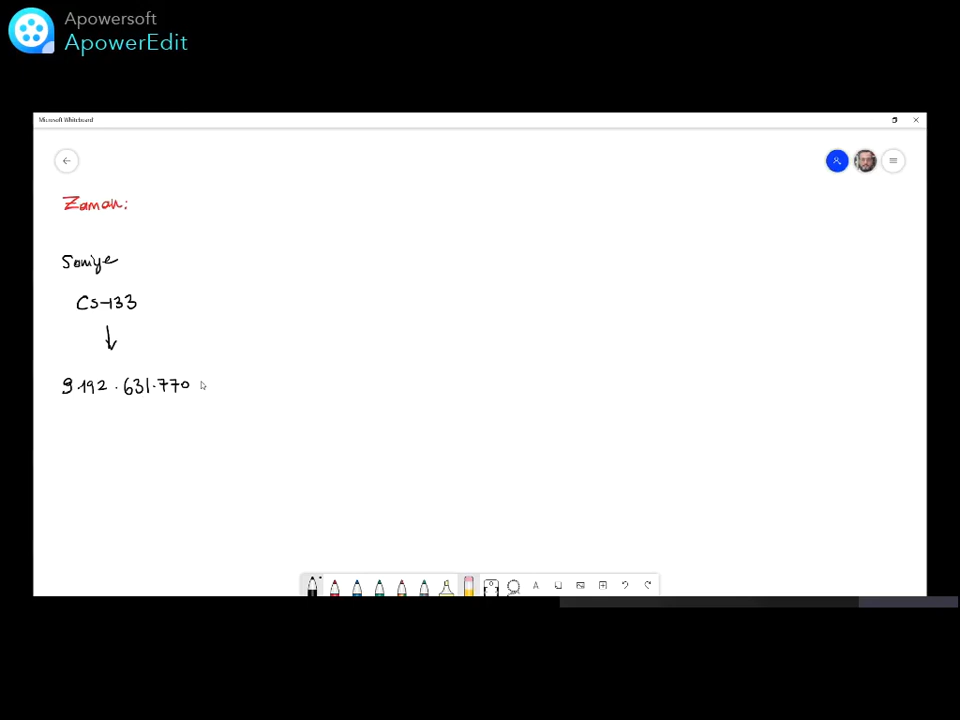 Apowersoft
ApowerEdit
Microsoft Whiteboard
Zaman:
Saniye
Cs-133
9.192.631.770
A